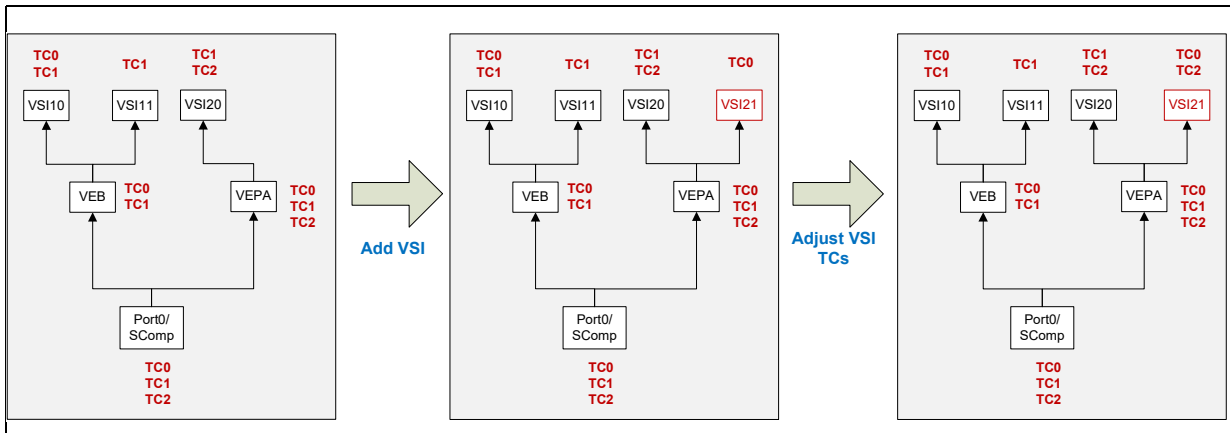 TC0
TC1
TC1
TC1
TC2
VSI10
VSI11
VSI20
VEB
TC0
TC1
VEPA
TC0
TC1
TC2
Port0/
SComp
TC0
TC1
TC2
Add VSI
TC0
TC1
TC1
TC1
TC2
TC0
VSI10
VSI11
VSI20
VSI21
VEB
TC0
TC1
VEPA
TC0
TC1
TC2
Port0/
SComp
TC0
TC1
TC2
Adjust VSI
TCs
TC0
TC1
TC1
TC1
TC2
TC0
TC2
VSI10
VSI11
VSI20
VSI21
VEB
TC0
TC1
VEPA
TC0
TC1
TC2
Port0/
SComp
TC0
TC1
TC2